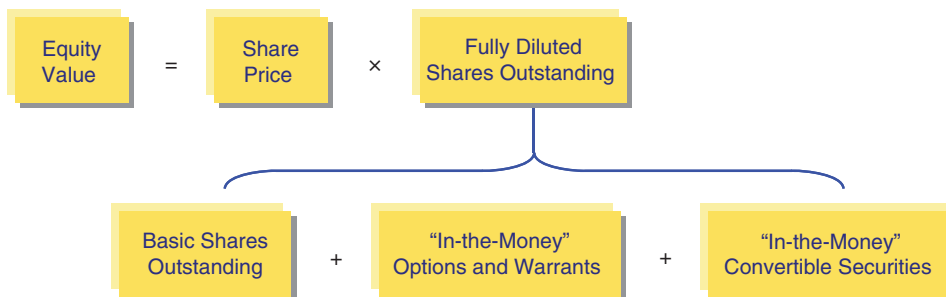 Equity
Value
=
Share
Price
×
Fully Diluted
Shares Outstanding
Basic Shares
Outstanding
+
“In-the-Money”
Options and Warrants
+
“In-the-Money”
Convertible Securities